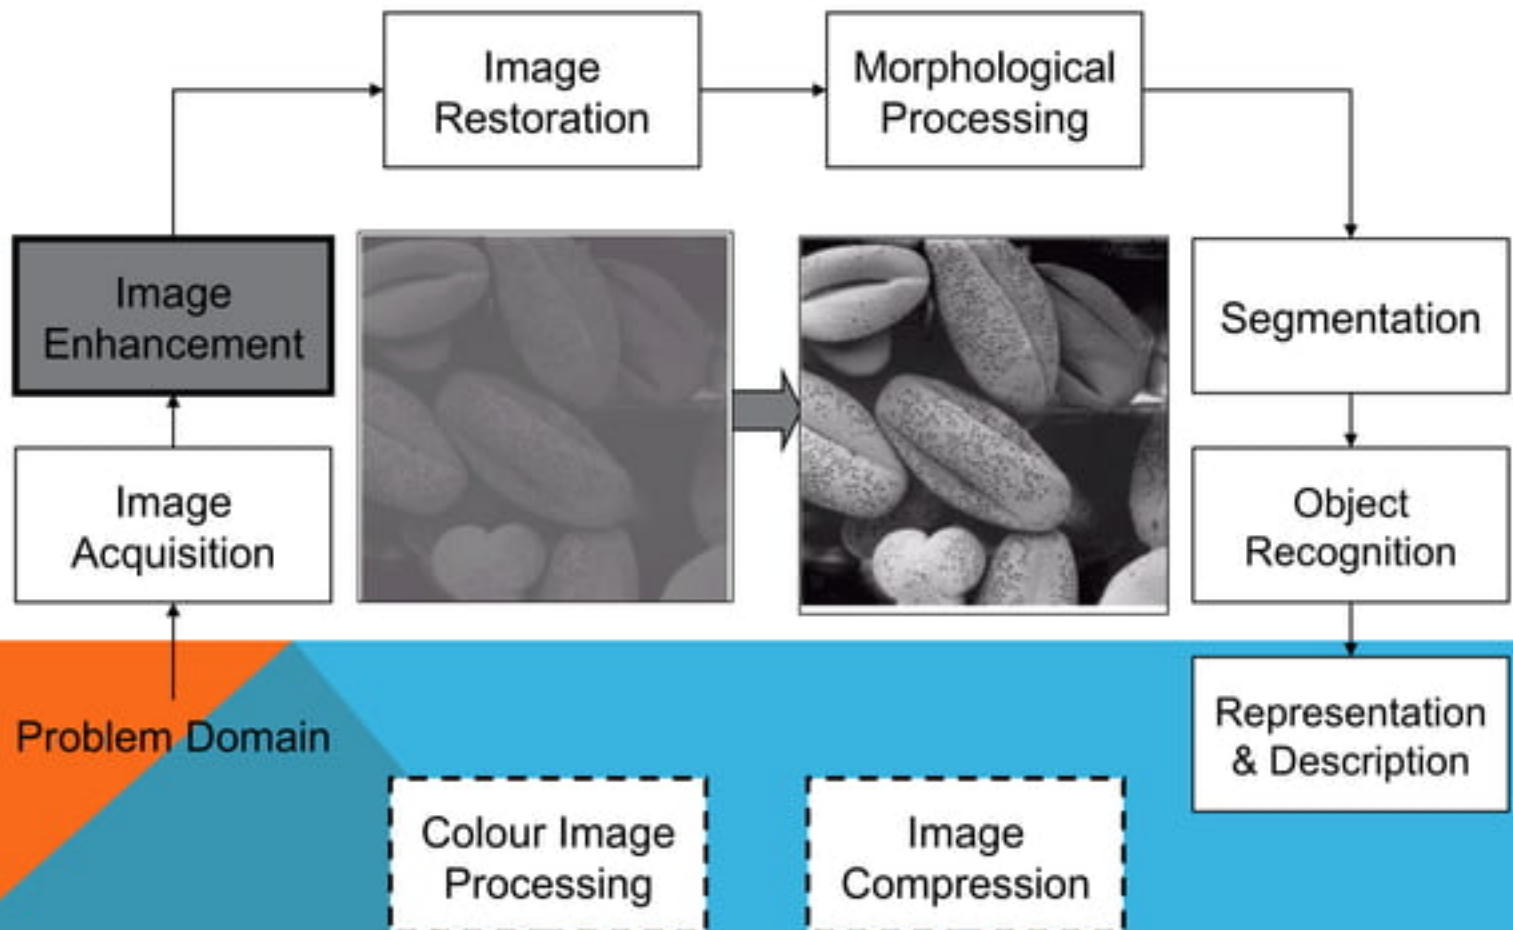 Image
Restoration
Morphological
Processing
Image
Enhancement
Segmentation
Image
Acquisition
Object
Recognition
Problem Domain
Representation
& Description
Colour Image
Processing
Image
Compression